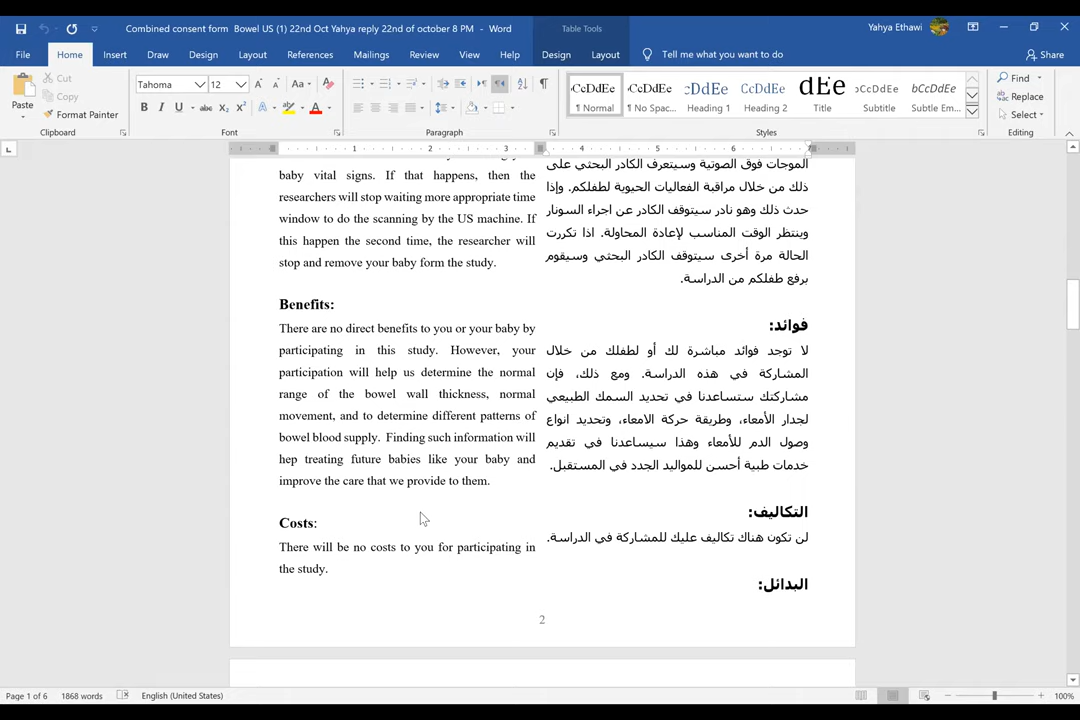 Combined consent form  Bowel US (1) 22nd Oct Yahya reply 22nd of october 8 PM  -  Word
Table Tools
Yahya Ethawi
File
Home
Insert
Draw
Design
Layout
References
Mailings
Review
View
Help
Design
Layout
Tell me what you want to do
Share
Paste
Cut
Copy
Format Painter
Clipboard
Tahoma
12
Font
Paragraph
CcDdEe
¶ Normal
CcDdEe
¶ No Spac...
CcDdEe
Heading 1
CcDdEe
Heading 2
dEe
Title
CcDdEe
Subtitle
bCcDdEe
Subtle Em...
Styles
Find
Replace
Select
Editing
1 2 3 4 5 6 7
baby vital signs. If that happens, then the
researchers will stop waiting more appropriate time
window to do the scanning by the US machine. If
this happen the second time, the researcher will
stop and remove your baby form the study.
Benefits:
There are no direct benefits to you or your baby by
participating in this study. However, your
participation will help us determine the normal
range of the bowel wall thickness, normal
movement, and to determine different patterns of
bowel blood supply.  Finding such information will
hep treating future babies like your baby and
improve the care that we provide to them.
Costs:
There will be no costs to you for participating in
the study.
الموجات فوق الصوتية وسيتعرف الكادر البحثي على
ذلك من خلال مراقبة الفعاليات الحيوية لطفلكم. وإذا
حدث ذلك وهو نادر سيتوقف الكادر عن اجراء السونار
وينتظر الوقت المناسب لإعادة المحاولة. اذا تكررت
الحالة مرة أخرى سيتوقف الكادر البحثي وسيقوم
برفع طفلكم من الدراسة.
فوائد:
لا توجد فوائد مباشرة لك أو لطفلك من خلال
المشاركة في هذه الدراسة. ومع ذلك، فإن
مشاركتك ستساعدنا في تحديد السمك الطبيعي
لجدار الأمعاء، وطريقة حركة الامعاء، وتحديد انواع
وصول الدم للأمعاء وهذا سيساعدنا في تقديم
خدمات طبية أحسن للمواليد الجدد في المستقبل.
التكاليف:
لن تكون هناك تكاليف عليك للمشاركة في الدراسة.
البدائل:
2
Page 1 of 6
1868 words
English (United States)
100%